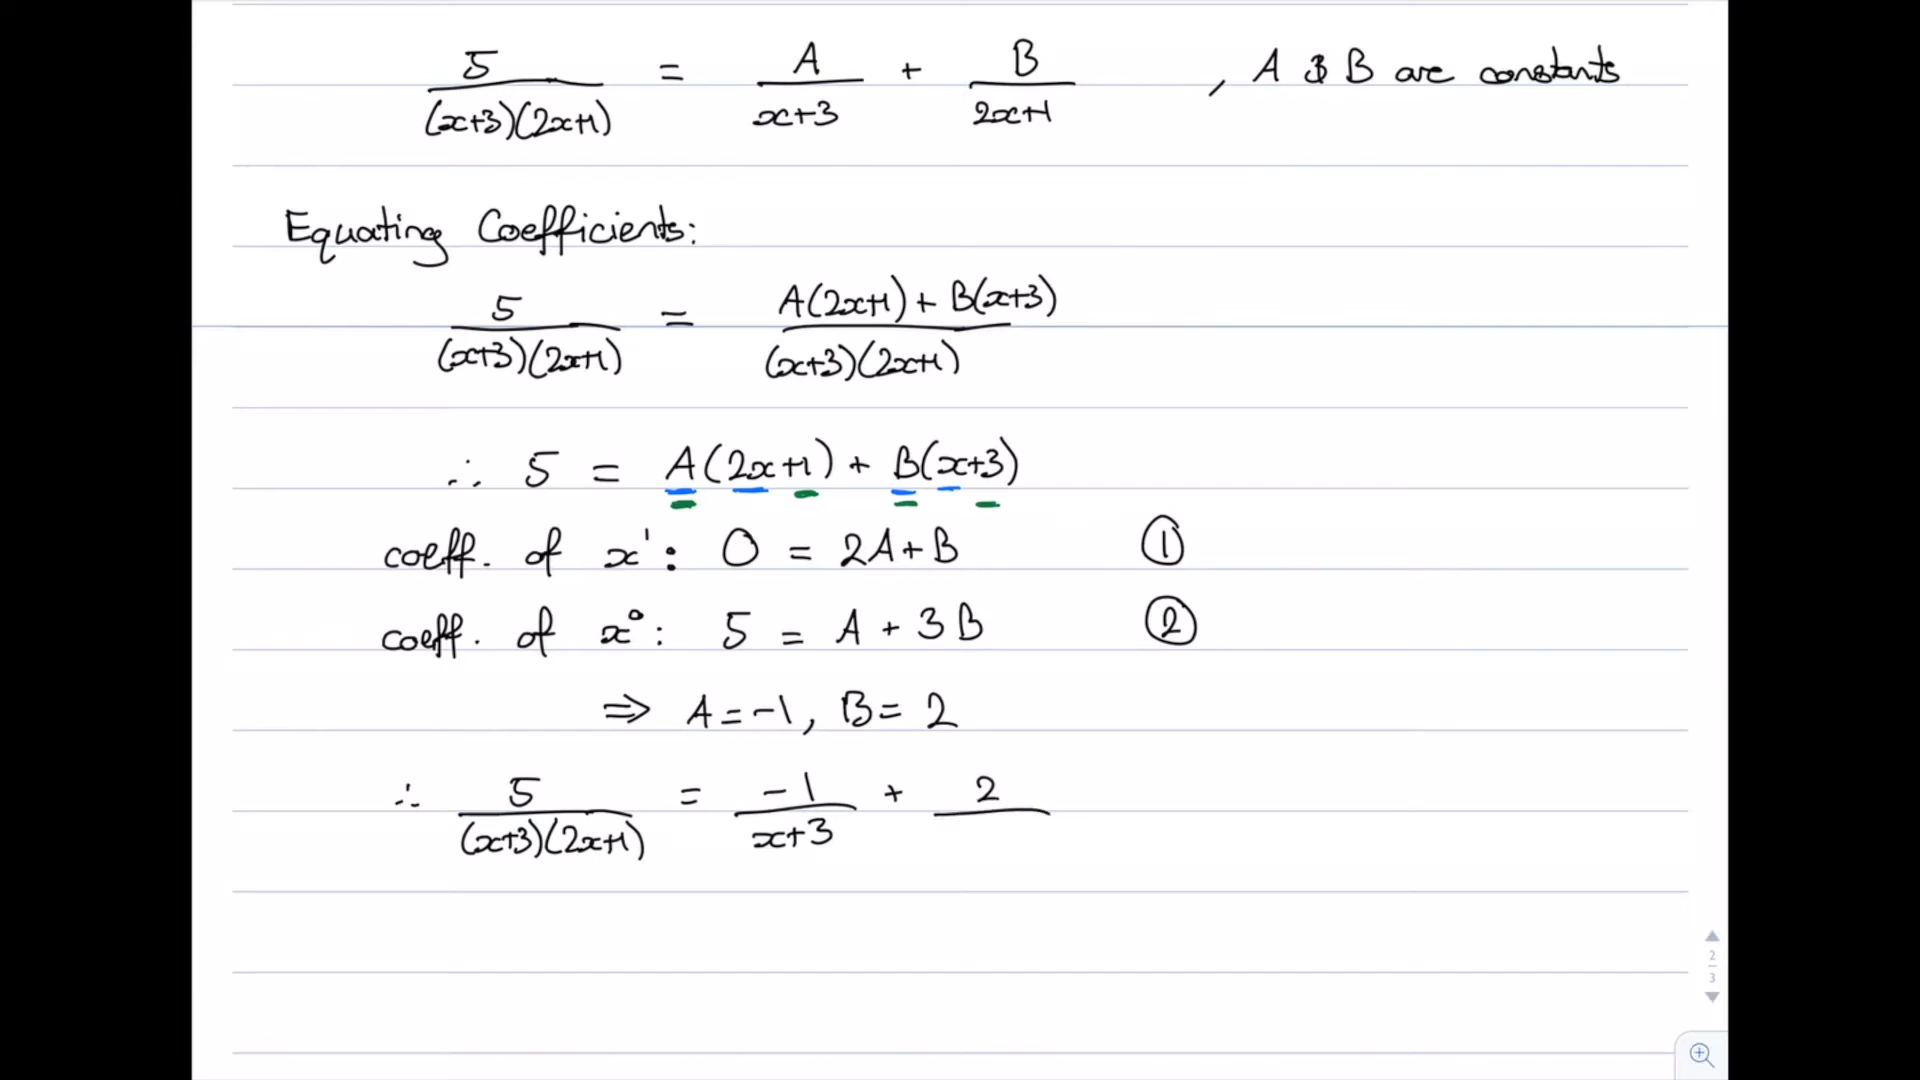 5/((x+3)(2x+1)) = A/(x+3) + B/(2x+1) , A & B are constants
Equating Coefficients:
5/((x+3)(2x+1)) = (A(2x+1) + B(x+3))/((x+3)(2x+1))
∴ 5 = A(2x+1) + B(x+3)
coeff. of x¹: 0 = 2A+B ①
coeff. of x⁰: 5 = A + 3B ②
⇒ A=-1, B=2
∴ 5/((x+3)(2x+1)) = -1/(x+3) + 2/
2
3